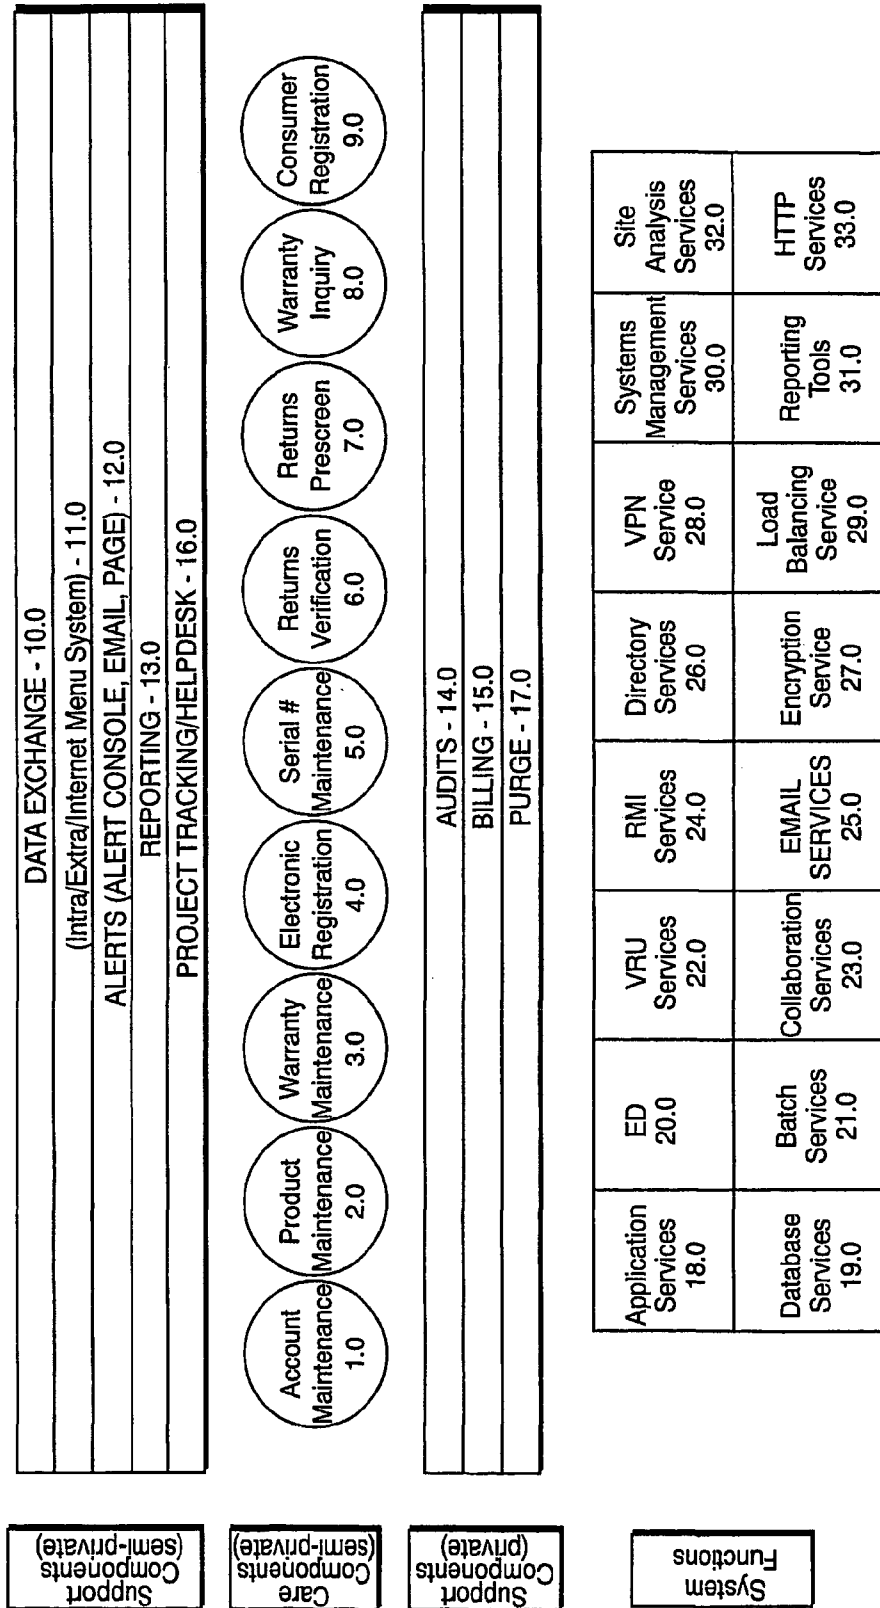 Support
Components
(semi-private)
DATA EXCHANGE - 10.0
(Intra/Extra/Internet Menu System) - 11.0
ALERTS (ALERT CONSOLE, EMAIL, PAGE) - 12.0
REPORTING - 13.0
PROJECT TRACKING/HELPDESK - 16.0
Care
Components
(semi-private)
Account
Maintenance
1.0
Product
Maintenance
2.0
Warranty
Maintenance
3.0
Electronic
Registration
4.0
Serial #
Maintenance
5.0
Returns
Verification
6.0
Returns
Prescreen
7.0
Warranty
Inquiry
8.0
Consumer
Registration
9.0
Support
Components
(private)
AUDITS - 14.0
BILLING - 15.0
PURGE - 17.0
System
Functions
Application
Services
18.0
ED
20.0
VRU
Services
22.0
RMI
Services
24.0
Directory
Services
26.0
VPN
Service
28.0
Systems
Management
Services
30.0
Site
Analysis
Services
32.0
Database
Services
19.0
Batch
Services
21.0
Collaboration
Services
23.0
EMAIL
SERVICES
25.0
Encryption
Service
27.0
Load
Balancing
Service
29.0
Reporting
Tools
31.0
HTTP
Services
33.0